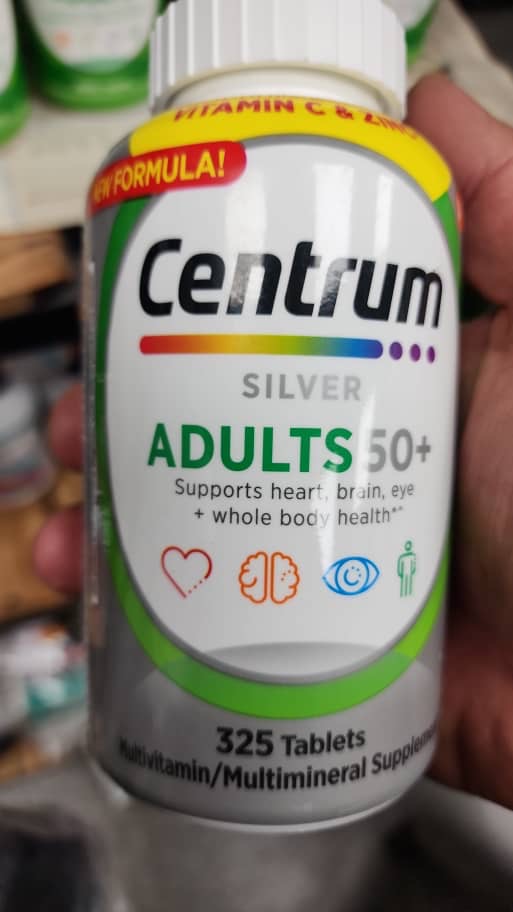 VITAMIN C & ZINC
NEW FORMULA!
Centrum
SILVER
ADULTS 50+
Supports heart, brain, eye
+ whole body health*^
325 Tablets
Multivitamin/Multimineral Supplement